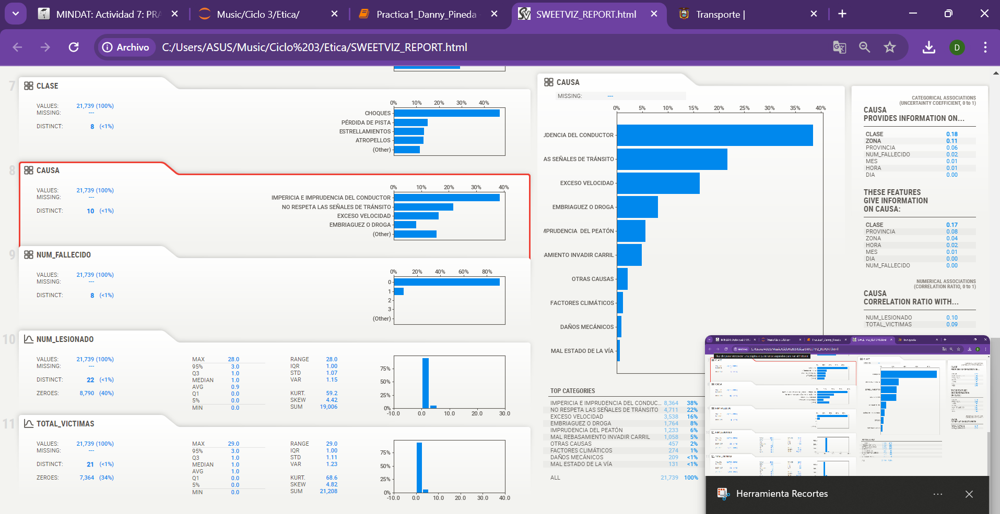 MINDAT: Actividad 7: PRA
Music/Ciclo 3/Etica/
Practica1_Danny_Pineda
SWEETVIZ_REPORT.html
Transporte |
Archivo
C:/Users/ASUS/Music/Ciclo%203/Etica/SWEETVIZ_REPORT.html
D
7
CLASE
VALUES: 21,739 (100%)
MISSING: ---
DISTINCT: 8 (<1%)
0% 10% 20% 30% 40%
CHOQUES
PÉRDIDA DE PISTA
ESTRELLAMIENTOS
ATROPELLOS
(Other)
8
CAUSA
VALUES: 21,739 (100%)
MISSING: ---
DISTINCT: 10 (<1%)
0% 10% 20% 30% 40%
IMPERICIA E IMPRUDENCIA DEL CONDUCTOR
NO RESPETA LAS SEÑALES DE TRÁNSITO
EXCESO VELOCIDAD
EMBRIAGUEZ O DROGA
(Other)
9
NUM_FALLECIDO
VALUES: 21,739 (100%)
MISSING: ---
DISTINCT: 8 (<1%)
0% 20% 40% 60% 80%
0
1
2
3
(Other)
10
NUM_LESIONADO
VALUES: 21,739 (100%)
MISSING: ---
DISTINCT: 22 (<1%)
ZEROES: 8,790 (40%)
MAX 28.0
95% 3.0
Q3 1.0
MEDIAN 1.0
AVG 0.9
Q1 0.0
5% 0.0
MIN 0.0
RANGE 28.0
IQR 1.00
STD 1.07
VAR 1.15
KURT. 59.2
SKEW 4.42
SUM 19,006
75%
50%
25%
0%
-10.0 0.0 10.0 20.0 30.0
11
TOTAL_VICTIMAS
VALUES: 21,739 (100%)
MISSING: ---
DISTINCT: 21 (<1%)
ZEROES: 7,364 (34%)
MAX 29.0
95% 3.0
Q3 1.0
MEDIAN 1.0
AVG 1.0
Q1 0.0
5% 0.0
MIN 0.0
RANGE 29.0
IQR 1.00
STD 1.11
VAR 1.23
KURT. 68.6
SKEW 4.82
SUM 21,208
75%
50%
25%
0%
-10.0 0.0 10.0 20.0 30.0 40.0
CAUSA
MISSING: ---
0% 5% 10% 15% 20% 25% 30% 35% 40%
UDENCIA DEL CONDUCTOR
AS SEÑALES DE TRÁNSITO
EXCESO VELOCIDAD
EMBRIAGUEZ O DROGA
MPRUDENCIA DEL PEATÓN
AMIENTO INVADIR CARRIL
OTRAS CAUSAS
FACTORES CLIMÁTICOS
DAÑOS MECÁNICOS
MAL ESTADO DE LA VÍA
TOP CATEGORIES
IMPERICIA E IMPRUDENCIA DEL CONDUC... 8,364 38%
NO RESPETA LAS SEÑALES DE TRÁNSITO 4,711 22%
EXCESO VELOCIDAD 3,538 16%
EMBRIAGUEZ O DROGA 1,764 8%
IMPRUDENCIA DEL PEATÓN 1,233 6%
MAL REBASAMIENTO INVADIR CARRIL 1,058 5%
OTRAS CAUSAS 457 2%
FACTORES CLIMÁTICOS 274 1%
DAÑOS MECÁNICOS 209 <1%
MAL ESTADO DE LA VÍA 131 <1%
ALL 21,739 100%
CATEGORICAL ASSOCIATIONS
(UNCERTAINTY COEFFICIENT, 0 to 1)
CAUSA
PROVIDES INFORMATION ON...
CLASE 0.18
ZONA 0.11
PROVINCIA 0.06
NUM_FALLECIDO 0.02
MES 0.01
HORA 0.01
DIA 0.00
THESE FEATURES
GIVE INFORMATION
ON CAUSA:
CLASE 0.17
PROVINCIA 0.08
ZONA 0.04
HORA 0.02
MES 0.01
DIA 0.00
NUM_FALLECIDO 0.00
NUMERICAL ASSOCIATIONS
(CORRELATION RATIO, 0 to 1)
CAUSA
CORRELATION RATIO WITH...
NUM_LESIONADO 0.10
TOTAL_VICTIMAS 0.09
Herramienta Recortes